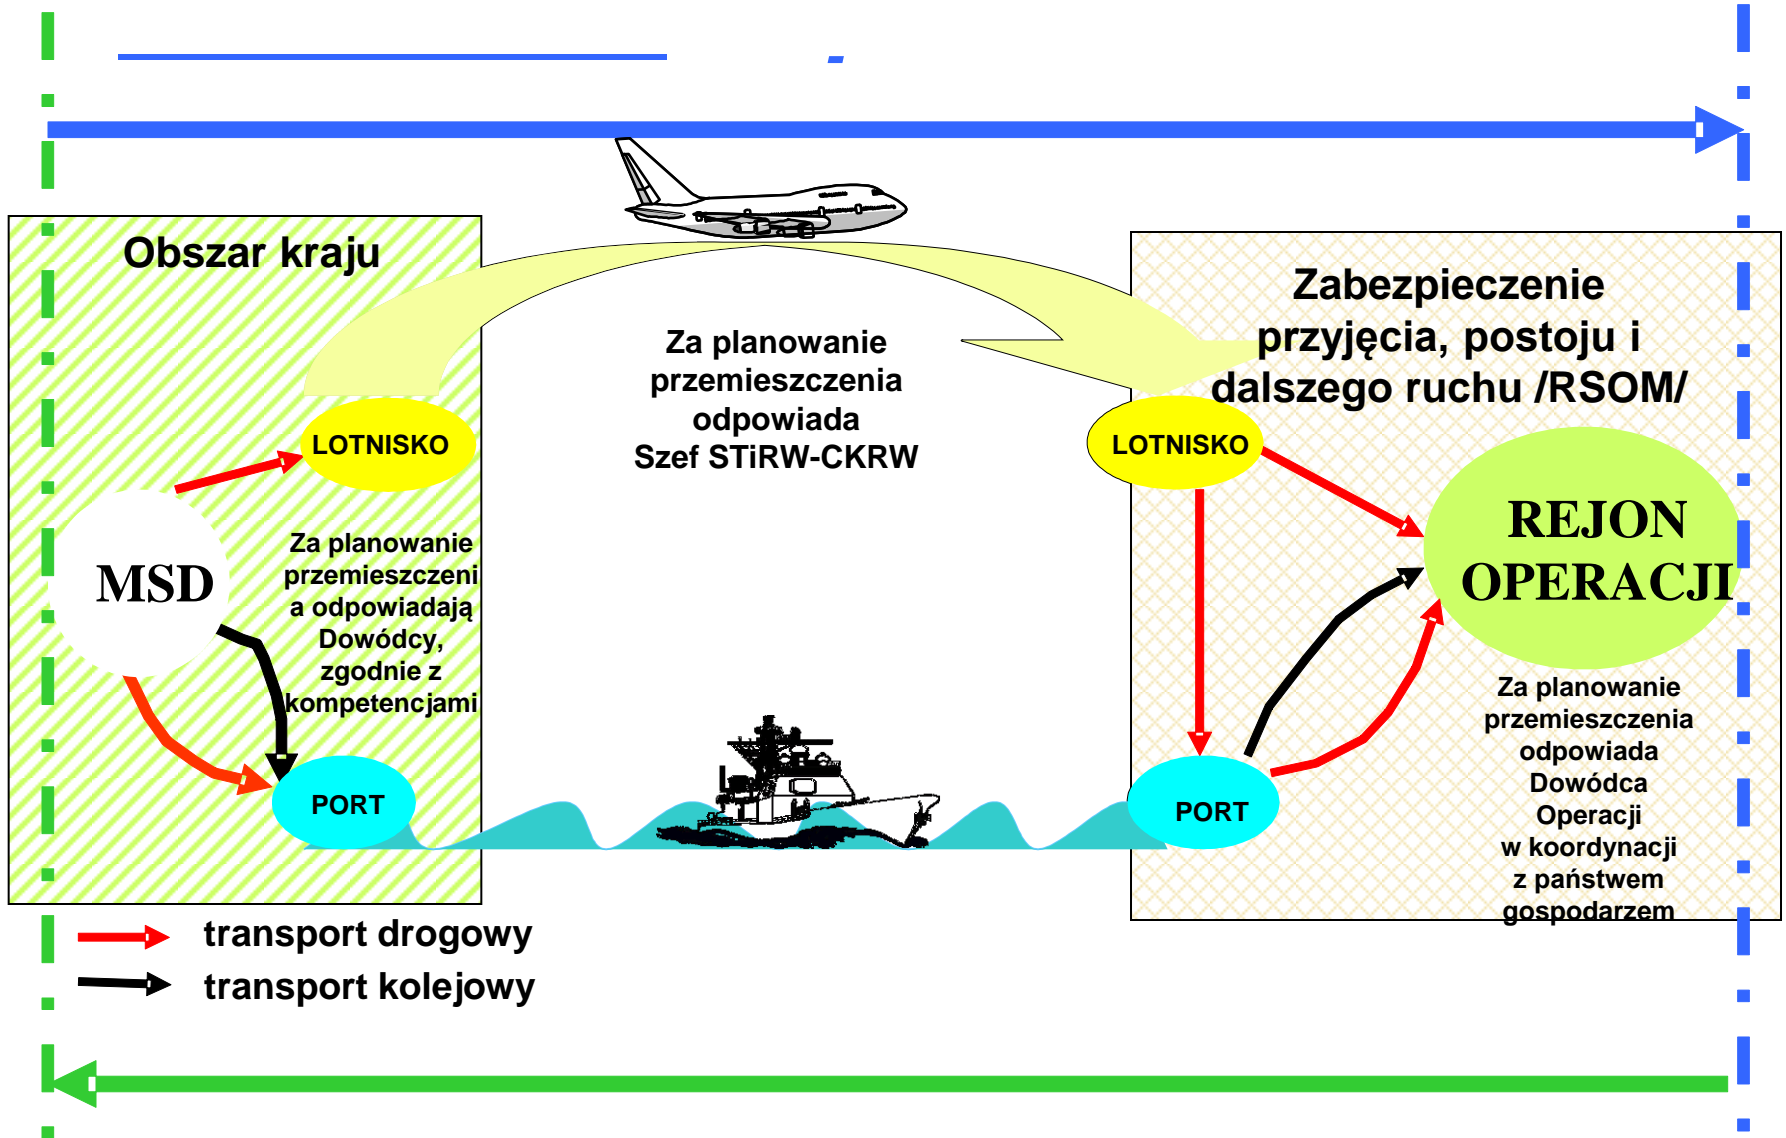 Obszar kraju
Zabezpieczenie
przyjęcia, postoju i
dalszego ruchu /RSOM/
Za planowanie
przemieszczenia
odpowiada
Szef STiRW-CKRW
LOTNISKO
LOTNISKO
MSD
Za planowanie
przemieszczeni
a odpowiadają
Dowódcy,
zgodnie z
kompetencjami
REJON
OPERACJI
Za planowanie
przemieszczenia
odpowiada
Dowódca
Operacji
w koordynacji
z państwem
gospodarzem
PORT
PORT
transport drogowy
transport kolejowy